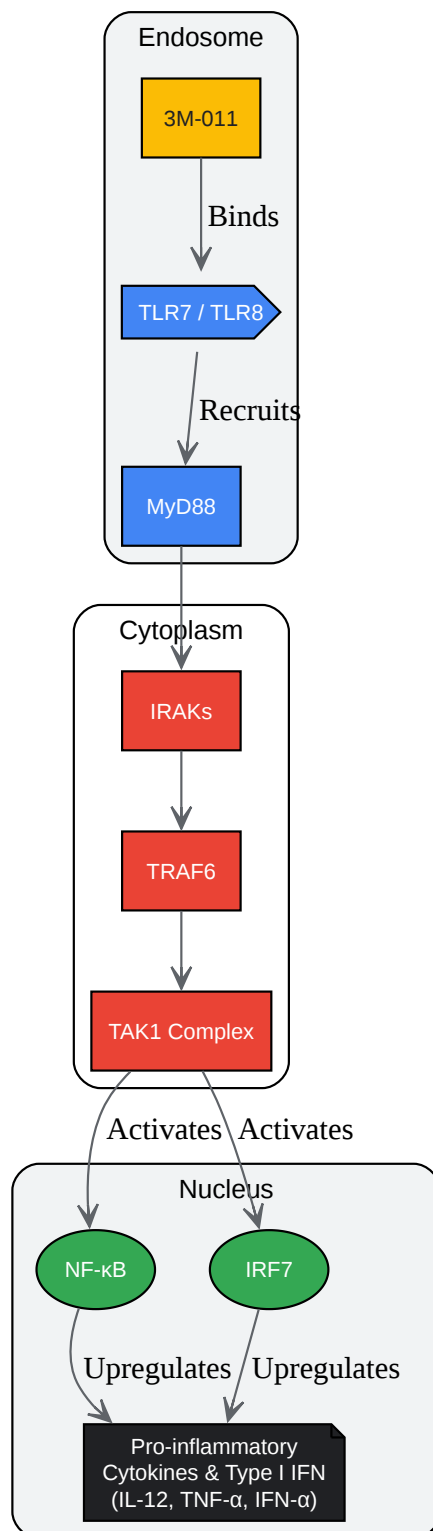 Endosome
3M-011
Binds
TLR7 / TLR8
Recruits
MyD88
Cytoplasm
IRAKs
TRAF6
TAK1 Complex
Activates Activates
Nucleus
NF-κB IRF7
Upregulates Upregulates
Pro-inflammatory
Cytokines & Type I IFN
(IL-12, TNF-α, IFN-α)